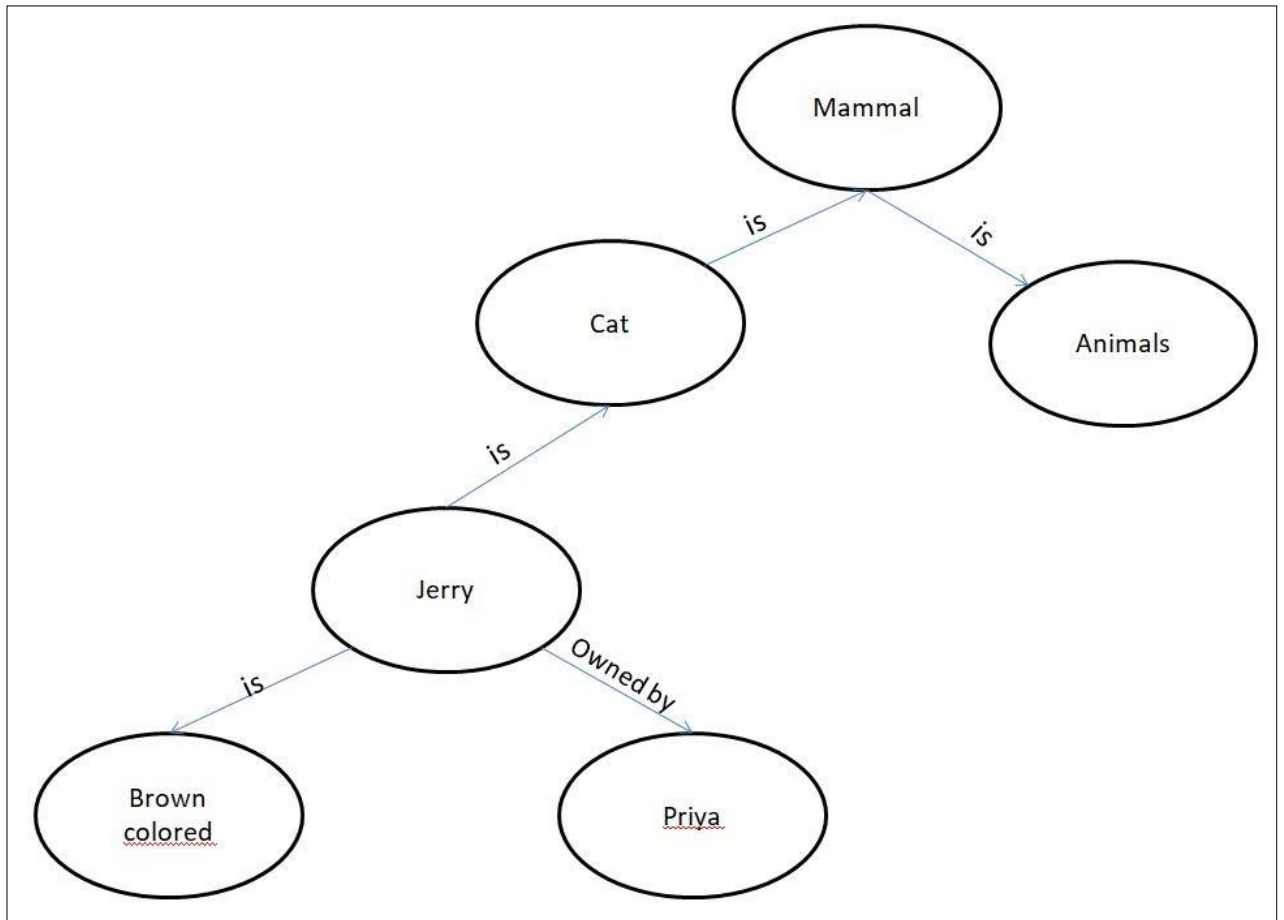 Mammal
is
is
Cat
Animals
is
Jerry
Owned by
is
Brown
colored
Priya